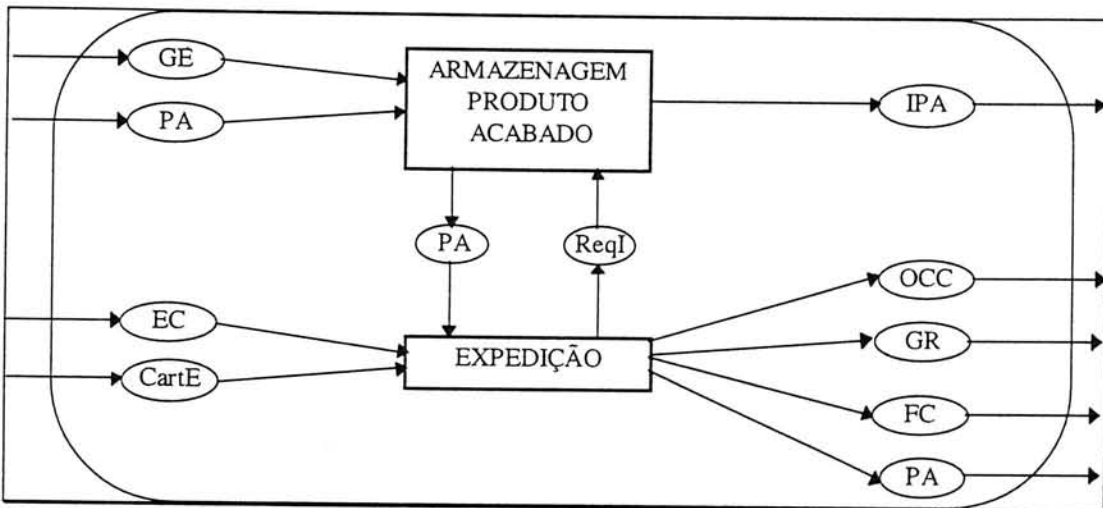 GE
ARMAZENAGEM
PRODUTO
ACABADO
PA
IPA
PA
ReqI
OCC
EC
EXPEDIÇÃO
GR
CartE
FC
PA